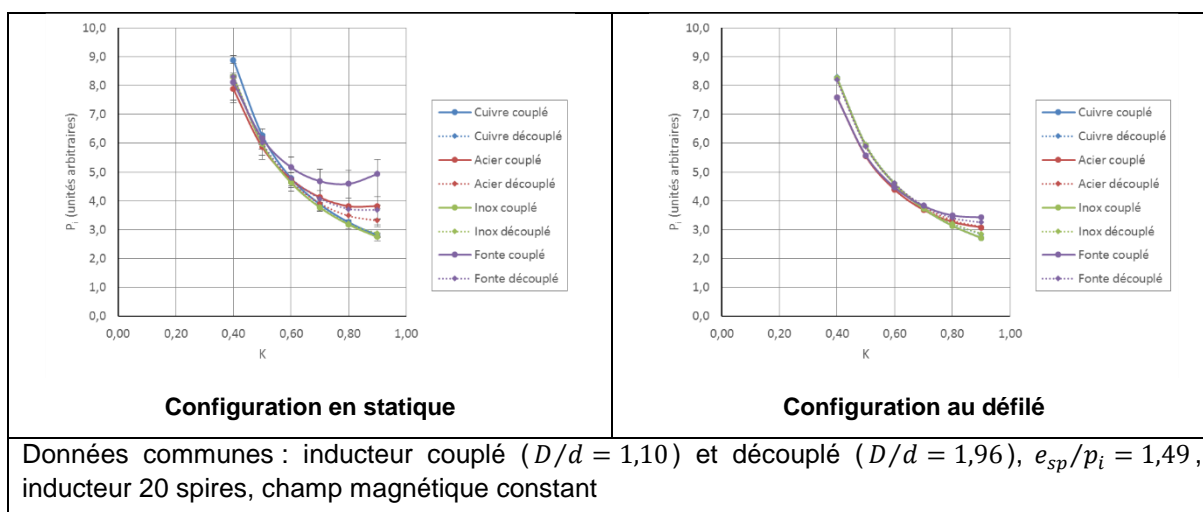 10,0
9,0
8,0
7,0
6,0
5,0
4,0
3,0
2,0
1,0
0,0
P_i (unités arbitraires)
0,00 0,20 0,40 0,60 0,80 1,00
K
Cuivre couplé
Cuivre découplé
Acier couplé
Acier découplé
Inox couplé
Inox découplé
Fonte couplé
Fonte découplé
Configuration en statique
10,0
9,0
8,0
7,0
6,0
5,0
4,0
3,0
2,0
1,0
0,0
P_i (unités arbitraires)
0,00 0,20 0,40 0,60 0,80 1,00
K
Cuivre couplé
Cuivre découplé
Acier couplé
Acier découplé
Inox couplé
Inox découplé
Fonte couplé
Fonte découplé
Configuration au défilé
Données communes : inducteur couplé (D/d = 1,10) et découplé (D/d = 1,96), e_sp/p_i = 1,49,
inducteur 20 spires, champ magnétique constant